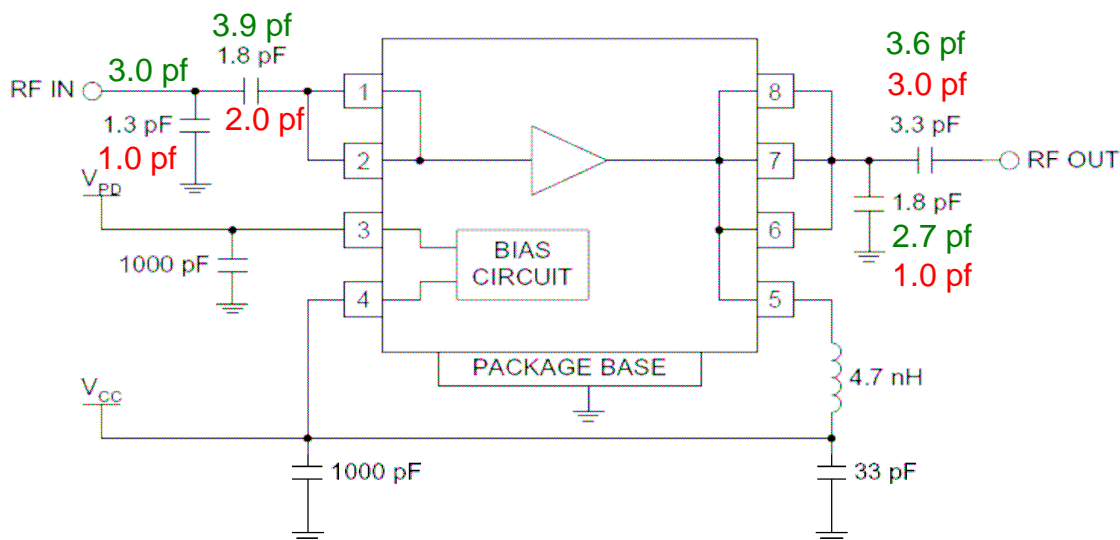 3.9 pf
1.8 pF
3.0 pf
RF IN
1.3 pF
2.0 pf
1.0 pf
V_PD
1000 pF
1
2
3
4
BIAS
CIRCUIT
PACKAGE BASE
8
7
6
5
3.6 pf
3.0 pf
3.3 pF
RF OUT
1.8 pF
2.7 pf
1.0 pf
4.7 nH
V_CC
1000 pF
33 pF